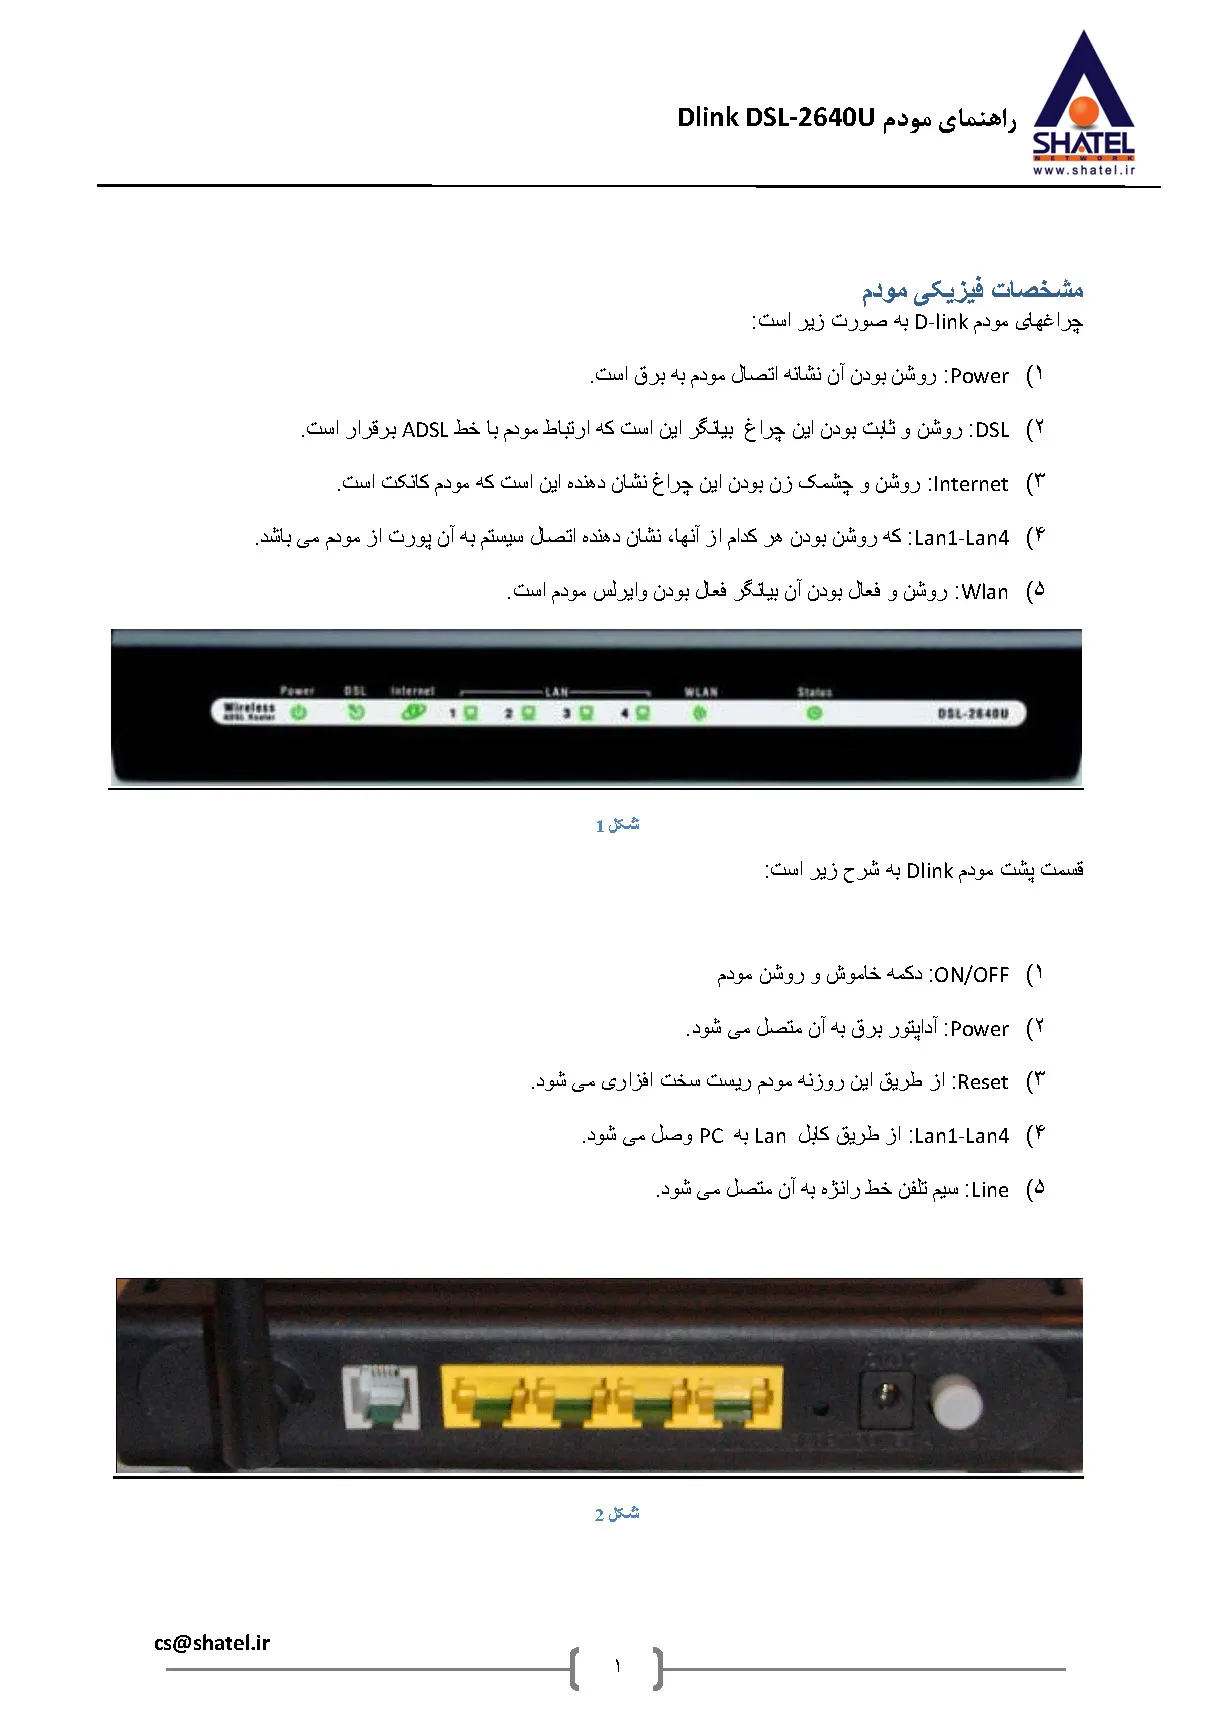 راهنمای مودم Dlink DSL-2640U
SHATEL
NETWORK
www.shatel.ir
مشخصات فیزیکی مودم
چراغهای مودم D-link به صورت زیر است:
۱) Power: روشن بودن آن نشانه اتصال مودم به برق است.
۲) DSL: روشن و ثابت بودن این چراغ بیانگر این است که ارتباط مودم با خط ADSL برقرار است.
۳) Internet: روشن و چشمک زن بودن این چراغ نشان دهنده این است که مودم کانکت است.
۴) Lan1-Lan4: که روشن بودن هر کدام از آنها، نشان دهنده اتصال سیستم به آن پورت از مودم می باشد.
۵) Wlan: روشن و فعال بودن آن بیانگر فعال بودن وایرلس مودم است.
Power DSL Internet LAN WLAN Status
Wireless
ADSL Router
1 2 3 4
DSL-2640U
شکل 1
قسمت پشت مودم Dlink به شرح زیر است:
۱) ON/OFF: دکمه خاموش و روشن مودم
۲) Power: آداپتور برق به آن متصل می شود.
۳) Reset: از طریق این روزنه مودم ریست سخت افزاری می شود.
۴) Lan1-Lan4: از طریق کابل Lan به PC وصل می شود.
۵) Line: سیم تلفن خط رانژه به آن متصل می شود.
شکل 2
cs@shatel.ir
۱